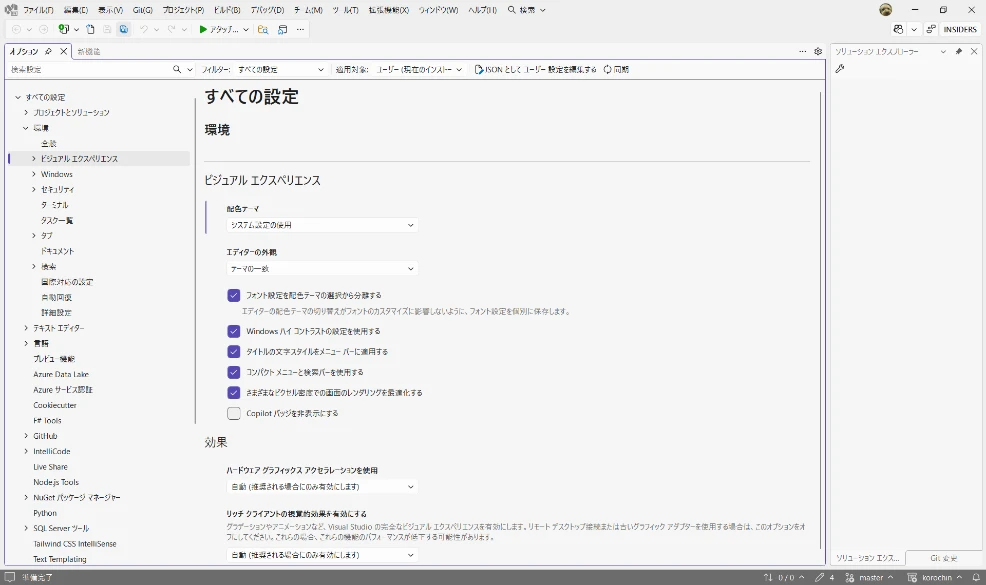 ファイル(F) 編集(E) 表示(V) Git(G) プロジェクト(P) ビルド(B) デバッグ(D) チーム(M) ツール(T) 拡張機能(X) ウィンドウ(W) ヘルプ(H) 検索
アタッチ... INSIDERS
オプション 新機能
ソリューション エクスプローラー
検索設定 フィルター: すべての設定 適用対象: ユーザー (現在のインストー JSON として ユーザー設定を編集する 同期
すべての設定
プロジェクトとソリューション
環境
全般
ビジュアル エクスペリエンス
Windows
セキュリティ
ターミナル
タスク一覧
タブ
ドキュメント
検索
国際対応の設定
自動回復
詳細設定
テキスト エディター
言語
プレビュー機能
Azure Data Lake
Azure サービス認証
Cookiecutter
F# Tools
GitHub
IntelliCode
Live Share
Node.js Tools
NuGet パッケージ マネージャー
Python
SQL Server ツール
Tailwind CSS IntelliSense
Text Templating
すべての設定
環境
ビジュアル エクスペリエンス
配色テーマ
システム設定の使用
エディターの外観
テーマの一致
フォント設定を配色テーマの選択から分離する
エディターの配色テーマの切り替えがフォントのカスタマイズに影響しないように、フォント設定を個別に保存します。
Windows ハイ コントラストの設定を使用する
タイトルの文字スタイルをメニュー バーに適用する
コンパクト メニューと検索バーを使用する
さまざまなピクセル密度での画面のレンダリングを最適化する
Copilot バッジを非表示にする
効果
ハードウェア グラフィックス アクセラレーションを使用
自動 (推奨される場合にのみ有効にします)
リッチ クライアントの視覚的効果を有効にする
グラデーションやアニメーションなど、Visual Studio の完全なビジュアル エクスペリエンスを有効にします。リモート デスクトップ接続または古いグラフィック アダプターを使用する場合は、このオプションをオ
フにしてください。これらの場合、これらの機能のパフォーマンスが低下する可能性があります。
自動 (推奨される場合にのみ有効にします)
ソリューション エクス... Git 変更
準備完了 0 / 0 4 master korochin